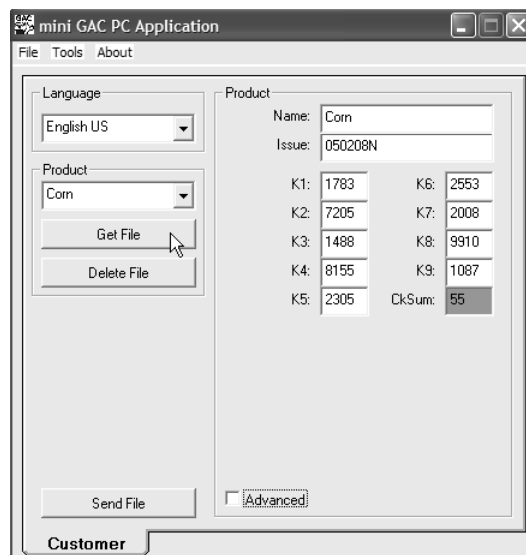 mini GAC PC Application
File Tools About
Language
English US
Product
Corn
Get File
Delete File
Send File
Customer
Product
Name: Corn
Issue: 050208N
K1: 1783 K6: 2553
K2: 7205 K7: 2008
K3: 1488 K8: 9910
K4: 8155 K9: 1087
K5: 2305 CkSum: 55
Advanced